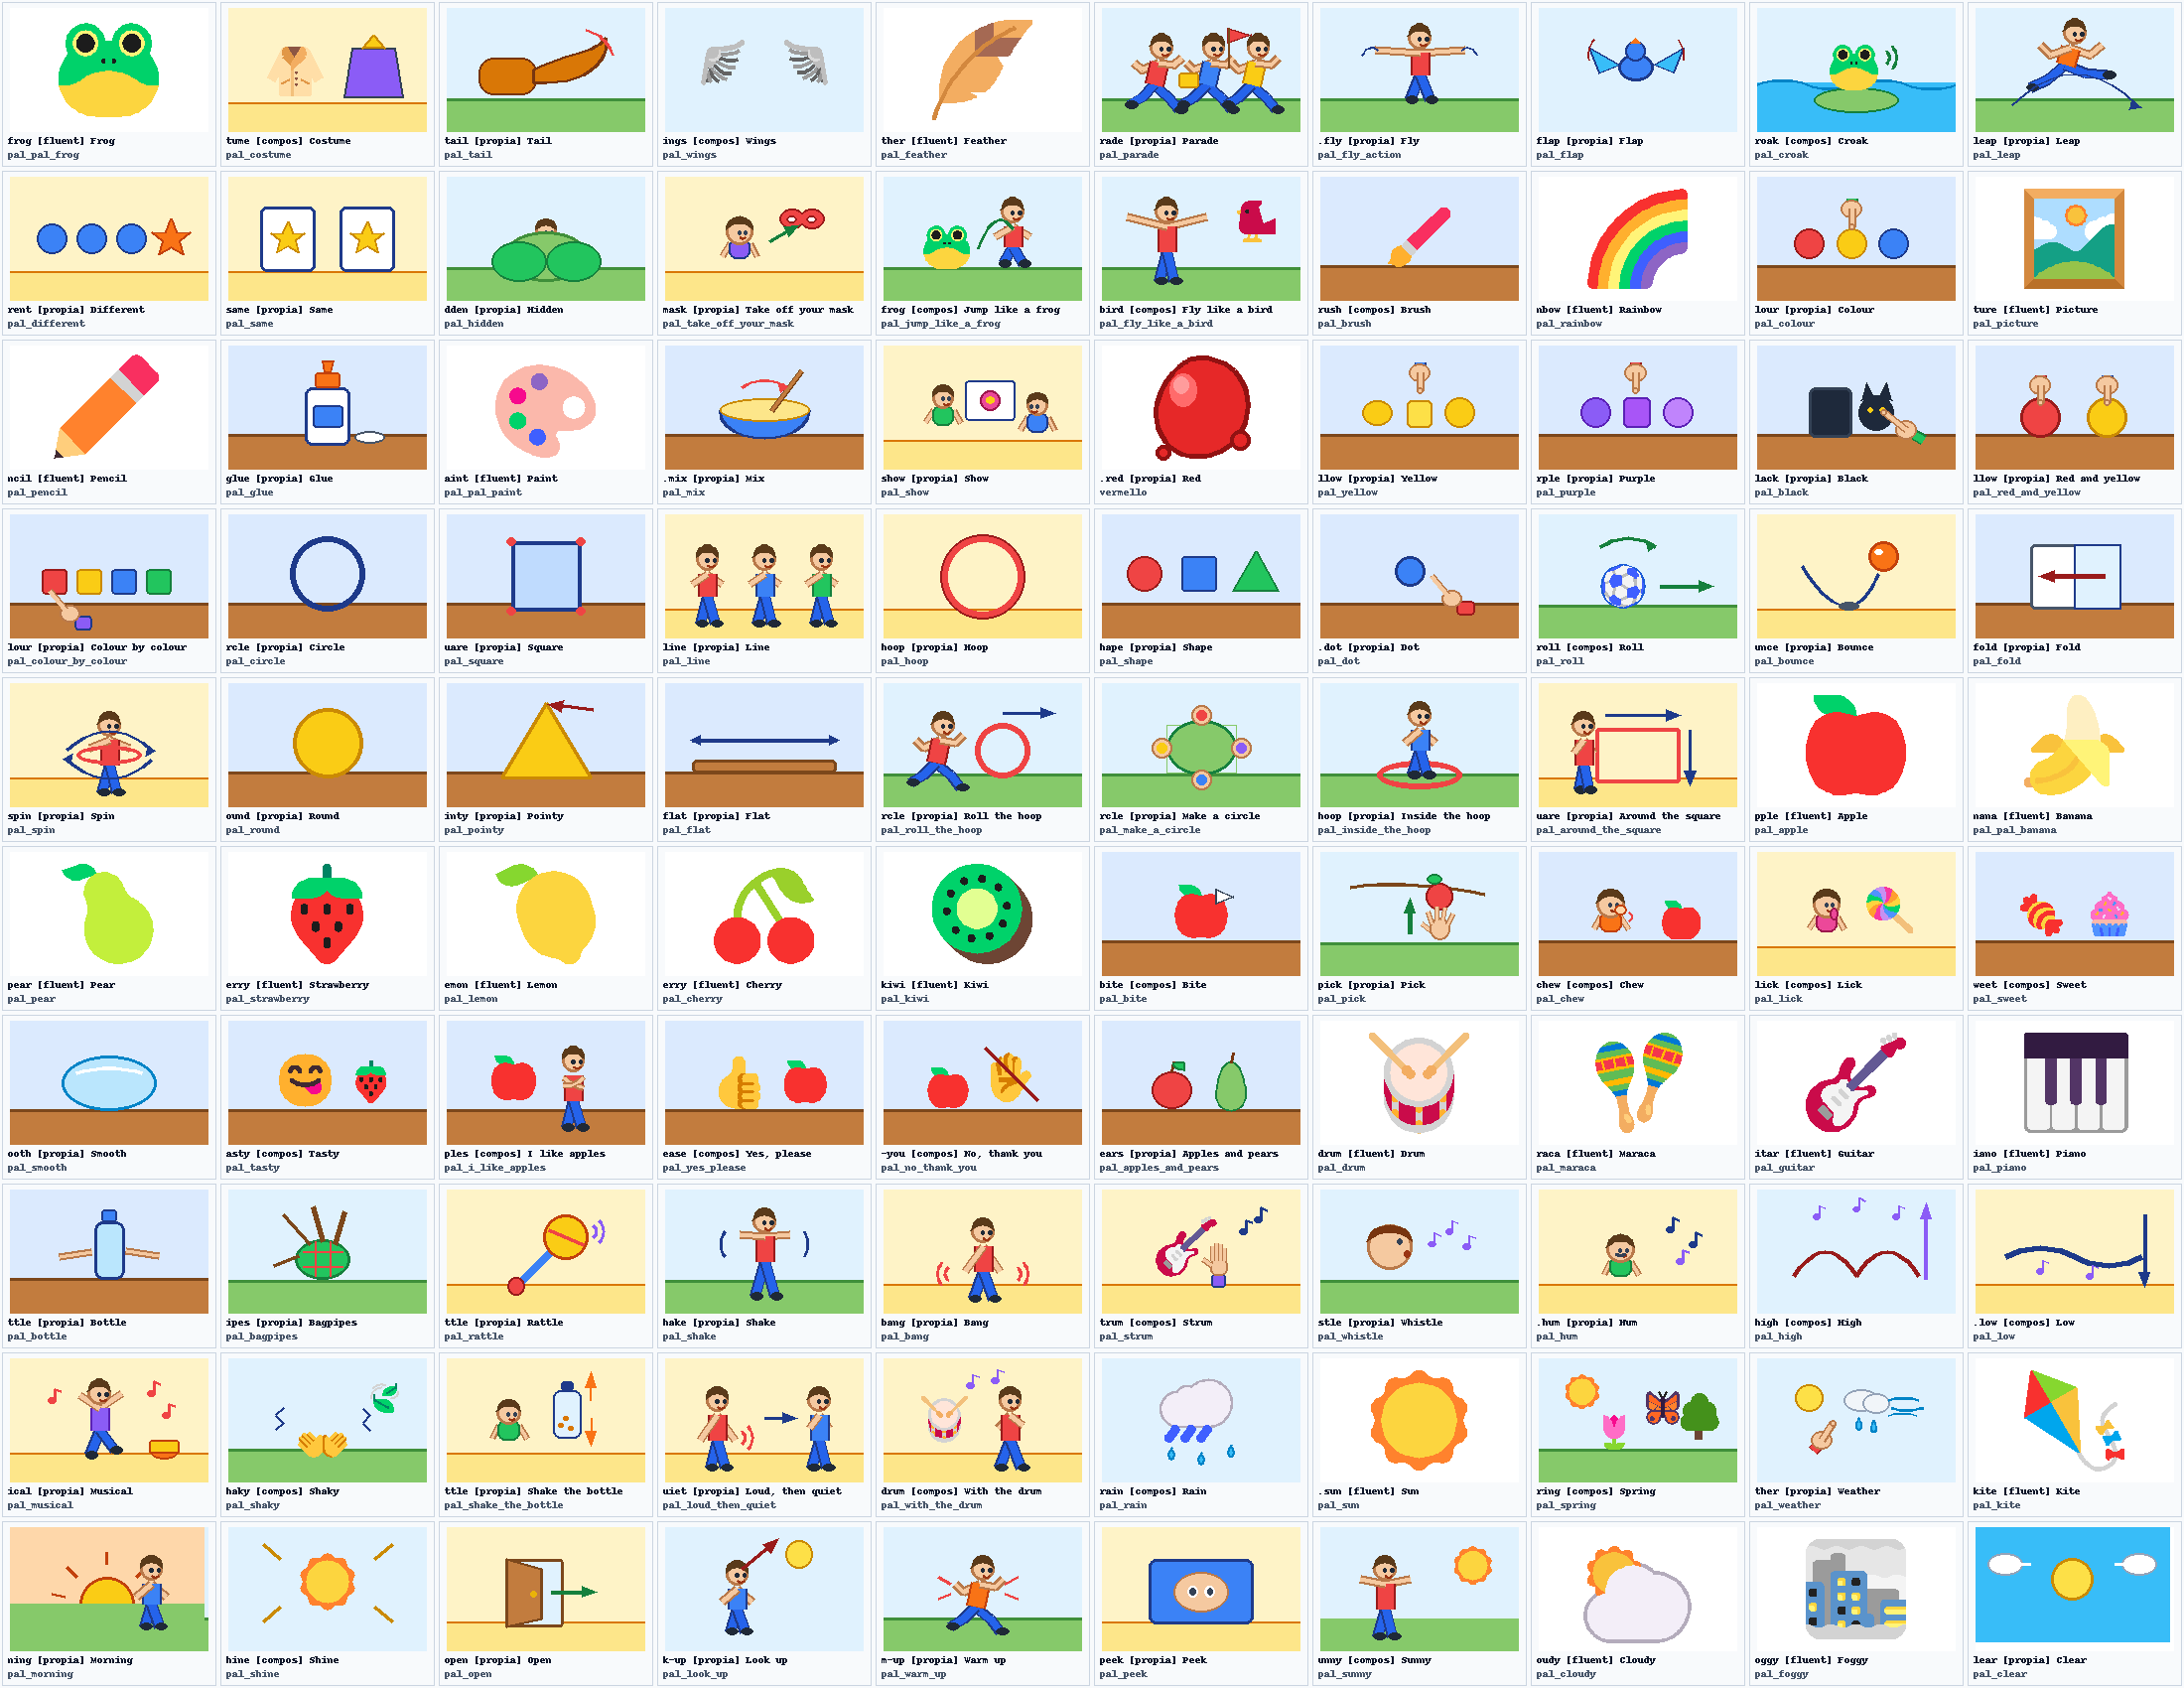 frog [fluent] Frog
pal_pal_frog
tume [compos] Costume
pal_costume
tail [propia] Tail
pal_tail
ings [compos] Wings
pal_wings
ther [fluent] Feather
pal_feather
rade [propia] Parade
pal_parade
.fly [propia] Fly
pal_fly_action
flap [propia] Flap
pal_flap
roak [compos] Croak
pal_croak
leap [propia] Leap
pal_leap
rent [propia] Different
pal_different
same [propia] Same
pal_same
dden [propia] Hidden
pal_hidden
mask [propia] Take off your mask
pal_take_off_your_mask
frog [compos] Jump like a frog
pal_jump_like_a_frog
bird [compos] Fly like a bird
pal_fly_like_a_bird
rush [compos] Brush
pal_brush
nbow [fluent] Rainbow
pal_rainbow
lour [propia] Colour
pal_colour
ture [fluent] Picture
pal_picture
ncil [fluent] Pencil
pal_pencil
glue [propia] Glue
pal_glue
aint [fluent] Paint
pal_pal_paint
.mix [propia] Mix
pal_mix
show [propia] Show
pal_show
.red [propia] Red
vermello
llow [propia] Yellow
pal_yellow
rple [propia] Purple
pal_purple
lack [propia] Black
pal_black
llow [propia] Red and yellow
pal_red_and_yellow
lour [propia] Colour by colour
pal_colour_by_colour
rcle [propia] Circle
pal_circle
uare [propia] Square
pal_square
line [propia] Line
pal_line
hoop [propia] Hoop
pal_hoop
hape [propia] Shape
pal_shape
.dot [propia] Dot
pal_dot
roll [compos] Roll
pal_roll
unce [propia] Bounce
pal_bounce
fold [propia] Fold
pal_fold
spin [propia] Spin
pal_spin
ound [propia] Round
pal_round
inty [propia] Pointy
pal_pointy
flat [propia] Flat
pal_flat
rcle [propia] Roll the hoop
pal_roll_the_hoop
rcle [propia] Make a circle
pal_make_a_circle
hoop [propia] Inside the hoop
pal_inside_the_hoop
uare [propia] Around the square
pal_around_the_square
pple [fluent] Apple
pal_apple
nana [fluent] Banana
pal_pal_banana
pear [fluent] Pear
pal_pear
erry [fluent] Strawberry
pal_strawberry
emon [fluent] Lemon
pal_lemon
erry [fluent] Cherry
pal_cherry
kiwi [fluent] Kiwi
pal_kiwi
bite [compos] Bite
pal_bite
pick [propia] Pick
pal_pick
chew [compos] Chew
pal_chew
lick [compos] Lick
pal_lick
weet [compos] Sweet
pal_sweet
ooth [propia] Smooth
pal_smooth
asty [compos] Tasty
pal_tasty
ples [compos] I like apples
pal_i_like_apples
ease [compos] Yes, please
pal_yes_please
-you [compos] No, thank you
pal_no_thank_you
ears [propia] Apples and pears
pal_apples_and_pears
drum [fluent] Drum
pal_drum
raca [fluent] Maraca
pal_maraca
itar [fluent] Guitar
pal_guitar
iano [fluent] Piano
pal_piano
ttle [propia] Bottle
pal_bottle
ipes [propia] Bagpipes
pal_bagpipes
ttle [propia] Rattle
pal_rattle
hake [propia] Shake
pal_shake
bang [propia] Bang
pal_bang
trum [compos] Strum
pal_strum
stle [propia] Whistle
pal_whistle
.hum [propia] Hum
pal_hum
high [compos] High
pal_high
.low [compos] Low
pal_low
ical [propia] Musical
pal_musical
haky [compos] Shaky
pal_shaky
ttle [propia] Shake the bottle
pal_shake_the_bottle
uiet [propia] Loud, then quiet
pal_loud_then_quiet
drum [compos] With the drum
pal_with_the_drum
rain [compos] Rain
pal_rain
.sun [fluent] Sun
pal_sun
ring [compos] Spring
pal_spring
ther [propia] Weather
pal_weather
kite [fluent] Kite
pal_kite
ning [propia] Morning
pal_morning
hine [compos] Shine
pal_shine
open [propia] Open
pal_open
k-up [propia] Look up
pal_look_up
m-up [propia] Warm up
pal_warm_up
peek [propia] Peek
pal_peek
unny [compos] Sunny
pal_sunny
oudy [fluent] Cloudy
pal_cloudy
oggy [fluent] Foggy
pal_foggy
lear [propia] Clear
pal_clear